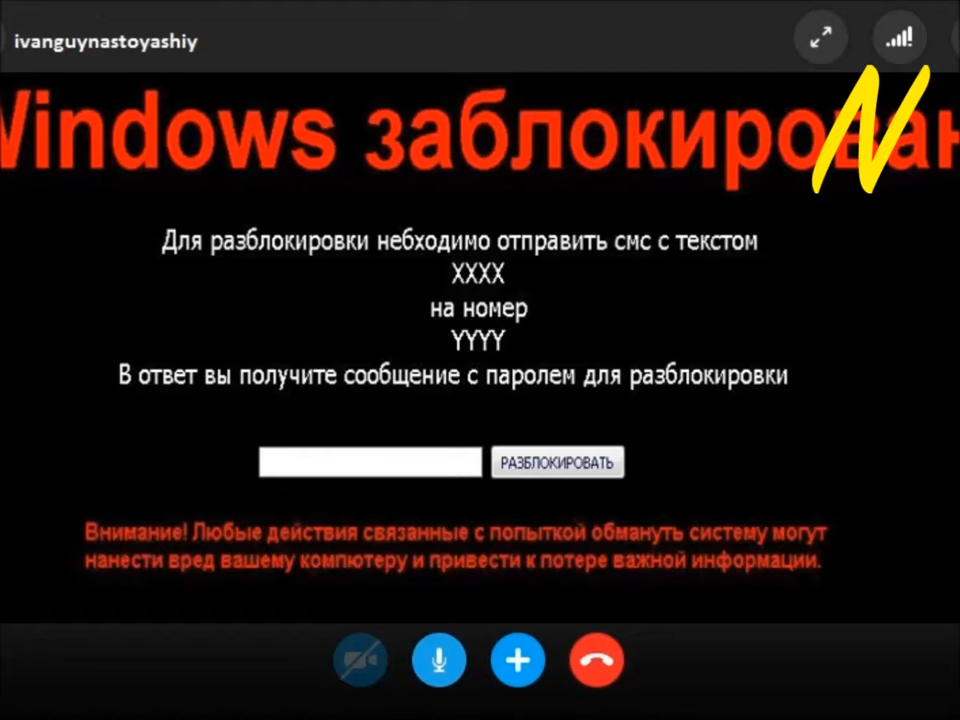 ivanguynastoyashiy
Windows заблокирован
N
Для разблокировки небходимо отправить смс с текстом
XXXX
на номер
YYYY
В ответ вы получите сообщение с паролем для разблокировки
РАЗБЛОКИРОВАТЬ
Внимание! Любые действия связанные с попыткой обмануть систему могут
нанести вред вашему компютеру и привести к потере важной информации.